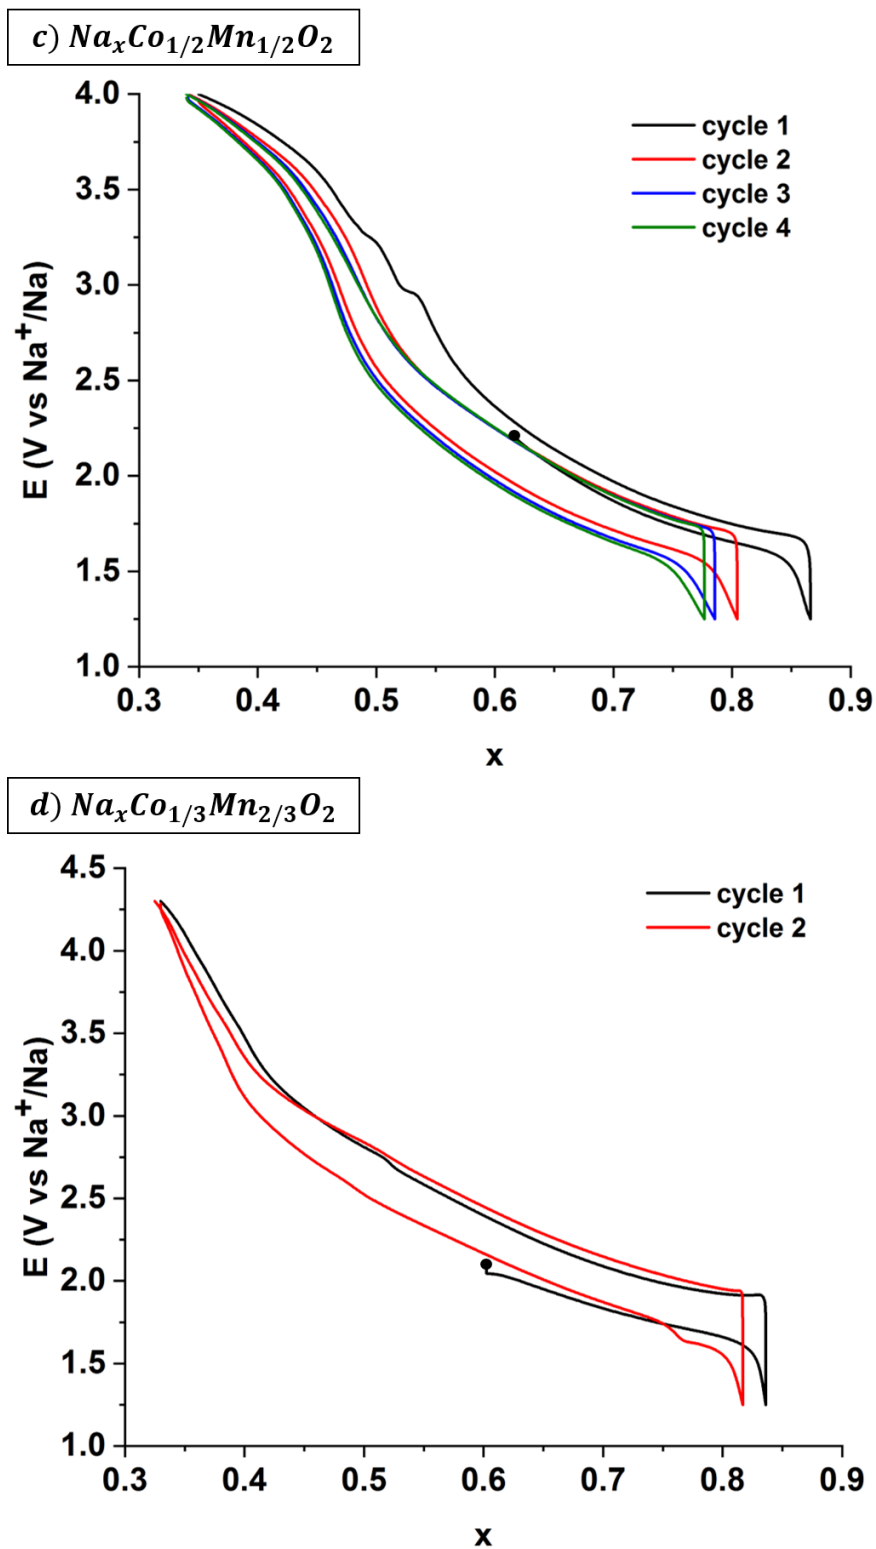 c) NaₓCo₁/₂Mn₁/₂O₂
4.0
3.5
3.0
2.5
2.0
1.5
1.0
E (V vs Na⁺/Na)
cycle 1
cycle 2
cycle 3
cycle 4
0.3 0.4 0.5 0.6 0.7 0.8 0.9
x
d) NaₓCo₁/₃Mn₂/₃O₂
4.5
4.0
3.5
3.0
2.5
2.0
1.5
1.0
E (V vs Na⁺/Na)
cycle 1
cycle 2
0.3 0.4 0.5 0.6 0.7 0.8 0.9
x